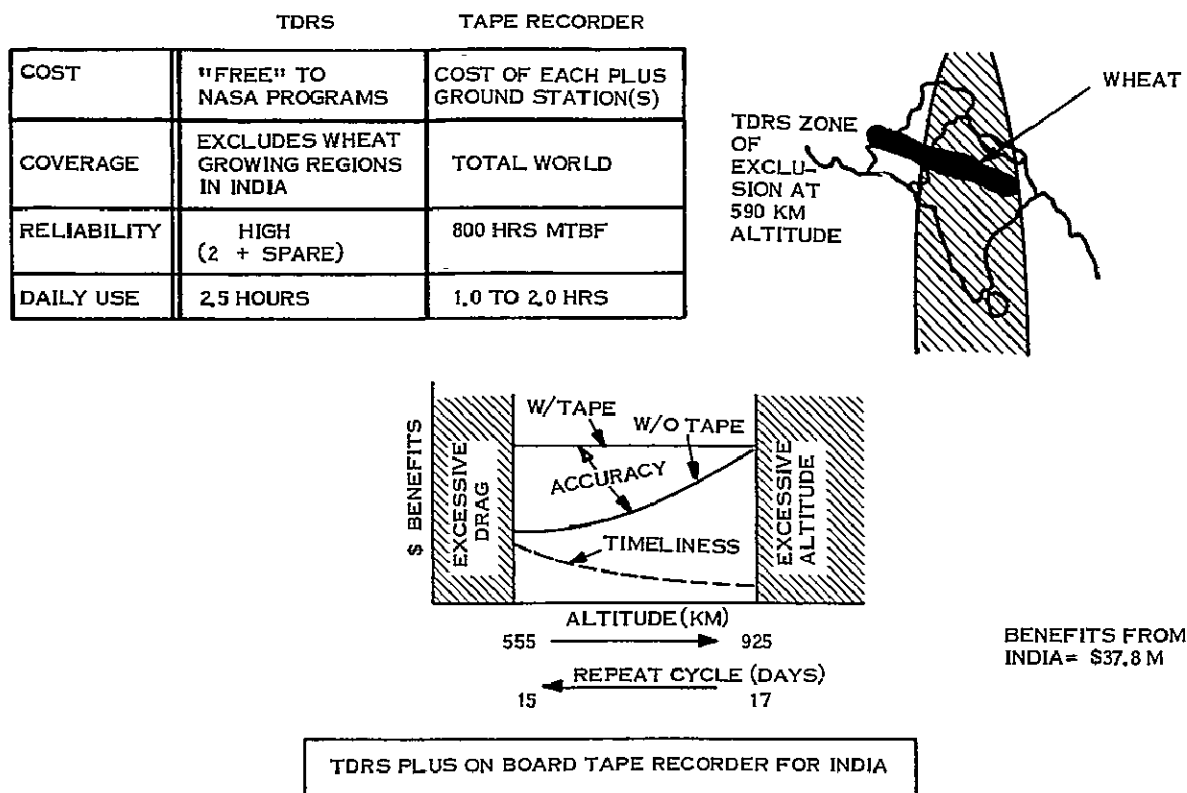 TDRS TAPE RECORDER
COST
"FREE" TO
NASA PROGRAMS
COST OF EACH PLUS
GROUND STATION(S)
COVERAGE
EXCLUDES WHEAT
GROWING REGIONS
IN INDIA
TOTAL WORLD
RELIABILITY
HIGH
(2 + SPARE)
800 HRS MTBF
DAILY USE
2.5 HOURS
1.0 TO 2.0 HRS
WHEAT
TDRS ZONE
OF
EXCLU-
SION AT
590 KM
ALTITUDE
$ BENEFITS
EXCESSIVE
DRAG
W/TAPE
W/O TAPE
ACCURACY
TIMELINESS
EXCESSIVE
ALTITUDE
ALTITUDE (KM)
555 925
REPEAT CYCLE (DAYS)
15 17
BENEFITS FROM
INDIA= $37.8 M
TDRS PLUS ON BOARD TAPE RECORDER FOR INDIA